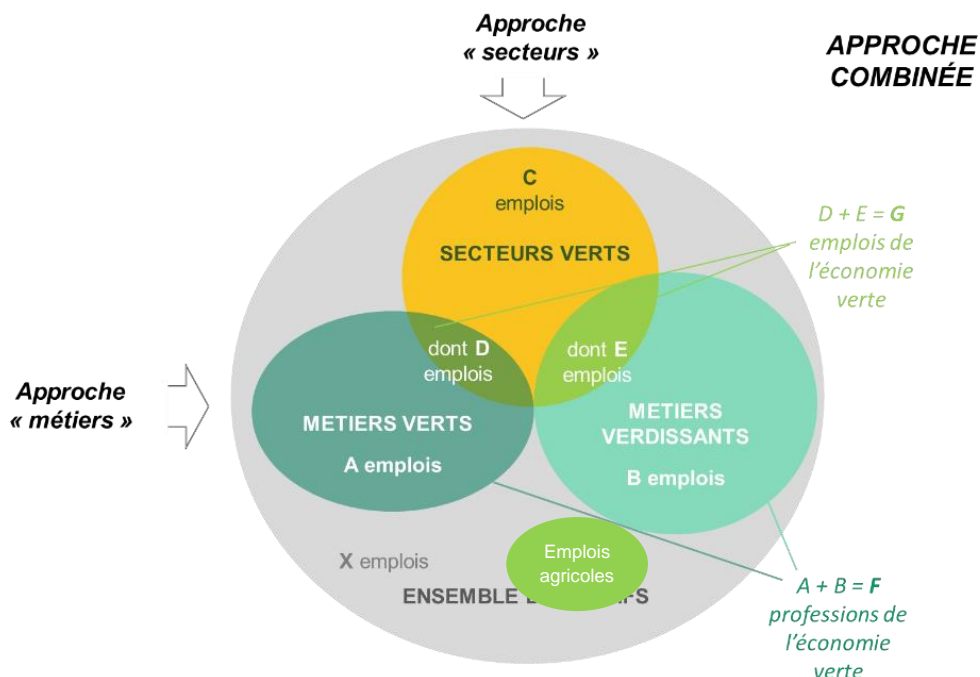 Approche
« secteurs »
APPROCHE
COMBINÉE
C
emplois
SECTEURS VERTS
D + E = G
emplois de
l'économie
verte
dont D
emplois
dont E
emplois
Approche
« métiers »
METIERS VERTS
A emplois
METIERS
VERDISSANTS
B emplois
X emplois
Emplois
agricoles
ENSEMBLE
A + B = F
professions de
l'économie
verte